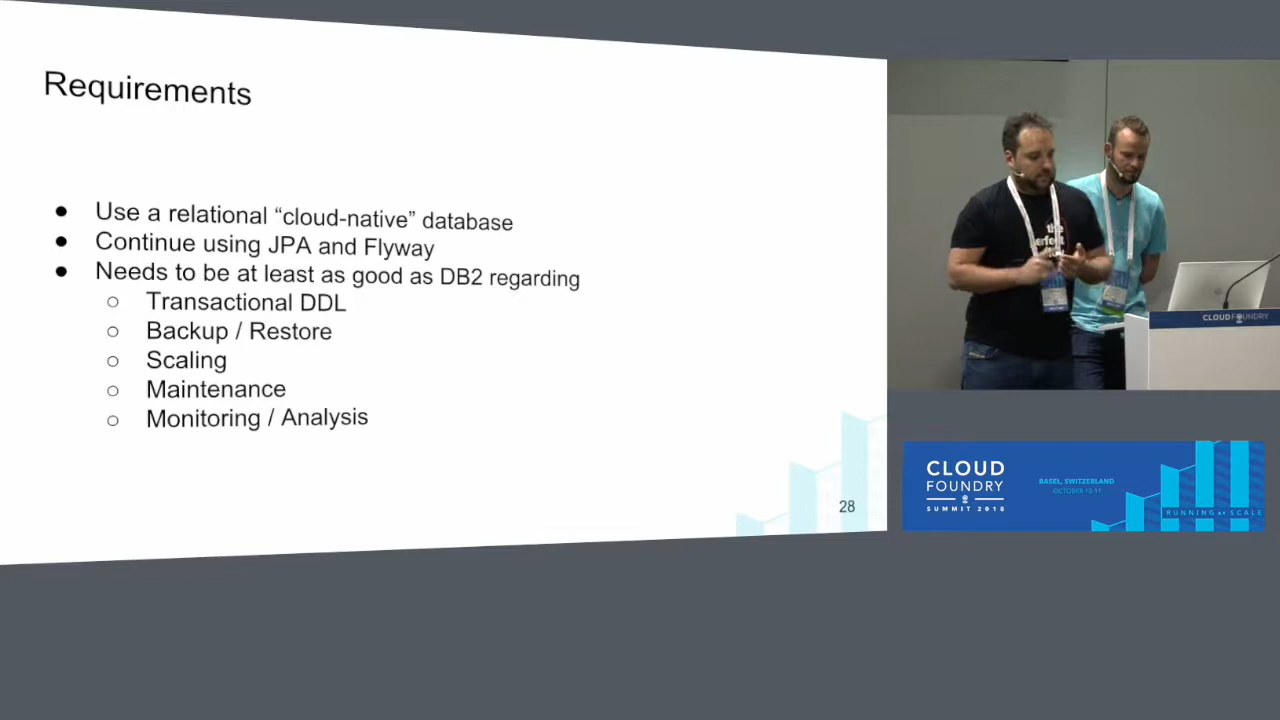 Requirements
● Use a relational “cloud-native” database
● Continue using JPA and Flyway
● Needs to be at least as good as DB2 regarding
○ Transactional DDL
○ Backup / Restore
○ Scaling
○ Maintenance
○ Monitoring / Analysis
28
the
CLOUD FOUNDRY
CLOUD
FOUNDRY
SUMMIT 2018
BASEL, SWITZERLAND
OCTOBER 10-11
RUNNING AT SCALE